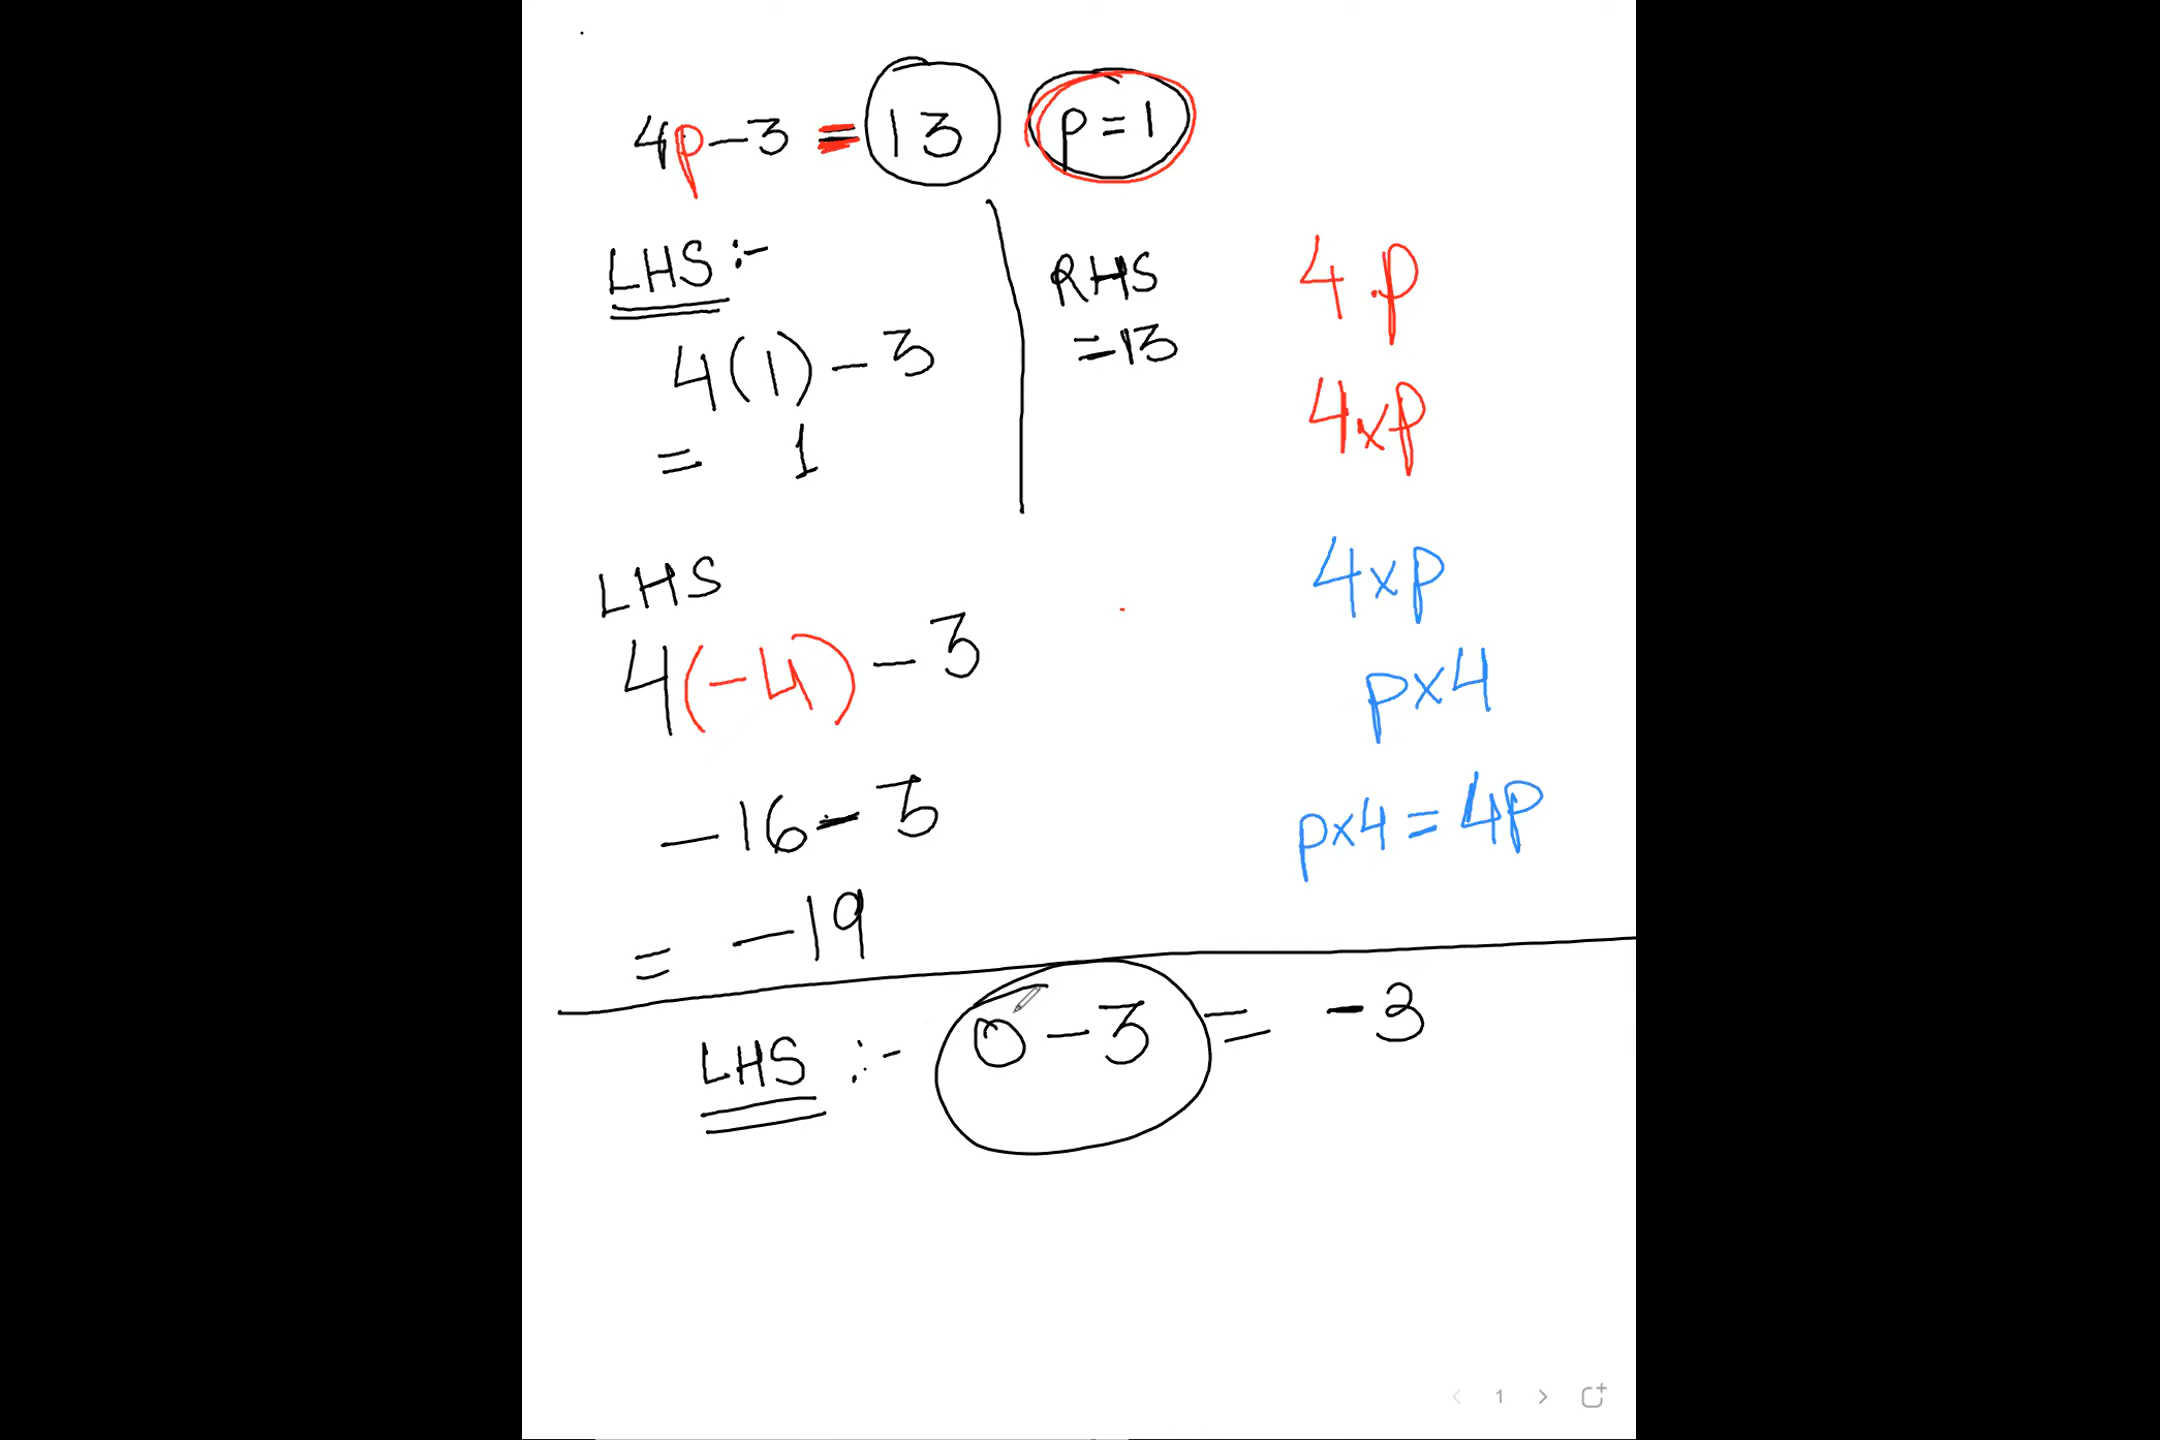 4p-3 = 13 p=1
LHS :-
4(1) - 3
= 1
RHS
=13
4.p
4xp
LHS
4(-4) - 3
-16-3
= -19
4xp
px4
px4 = 4p
LHS :- 0-3 = -3
1